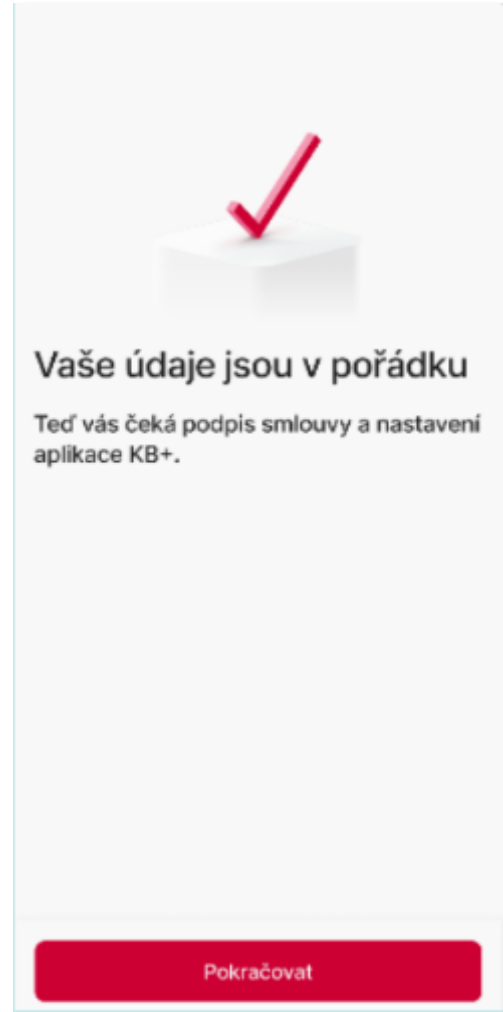 Vaše údaje jsou v pořádku
Teď vás čeká podpis smlouvy a nastavení
aplikace KB+.
Pokračovat